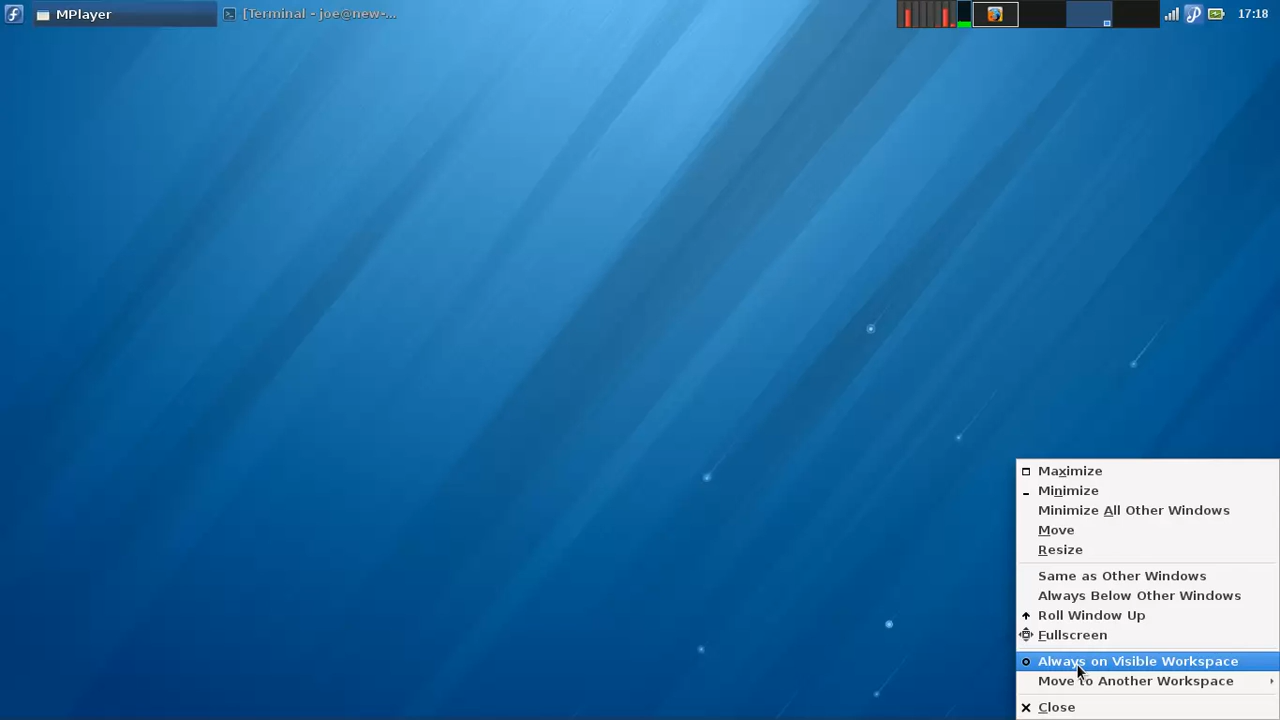 MPlayer
[Terminal - joe@new-...
17:18
Maximize
Minimize
Minimize All Other Windows
Move
Resize
Same as Other Windows
Always Below Other Windows
Roll Window Up
Fullscreen
Always on Visible Workspace
Move to Another Workspace
Close